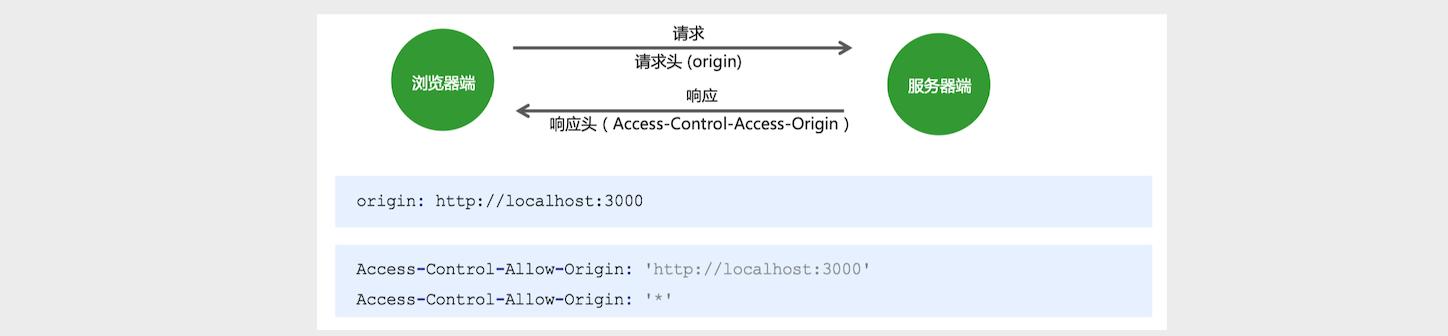 请求
浏览器端
请求头 (origin)
服务器端
响应
响应头 ( Access-Control-Access-Origin )
origin: http://localhost:3000
Access-Control-Allow-Origin: 'http://localhost:3000'
Access-Control-Allow-Origin: '*'